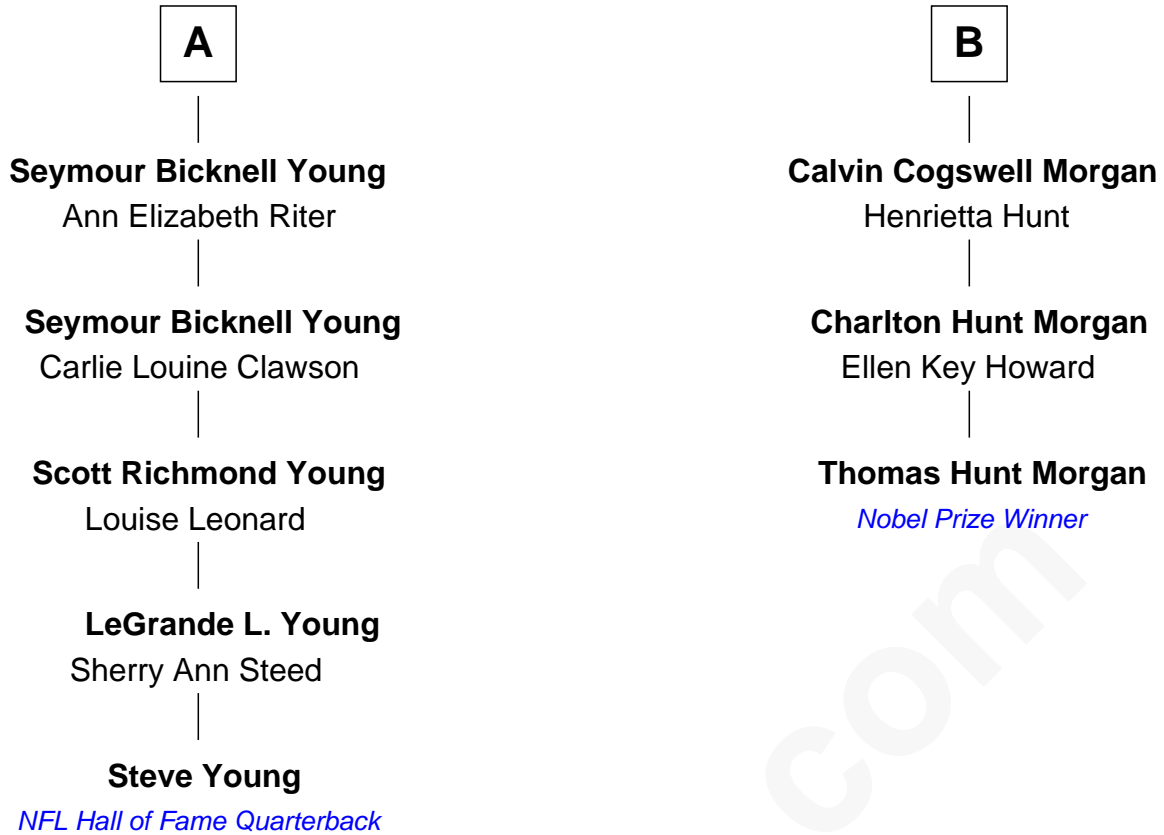 A
Seymour Bicknell Young
Ann Elizabeth Riter
Seymour Bicknell Young
Carlie Louine Clawson
Scott Richmond Young
Louise Leonard
LeGrande L. Young
Sherry Ann Steed
Steve Young
NFL Hall of Fame Quarterback
B
Calvin Cogswell Morgan
Henrietta Hunt
Charlton Hunt Morgan
Ellen Key Howard
Thomas Hunt Morgan
Nobel Prize Winner
com